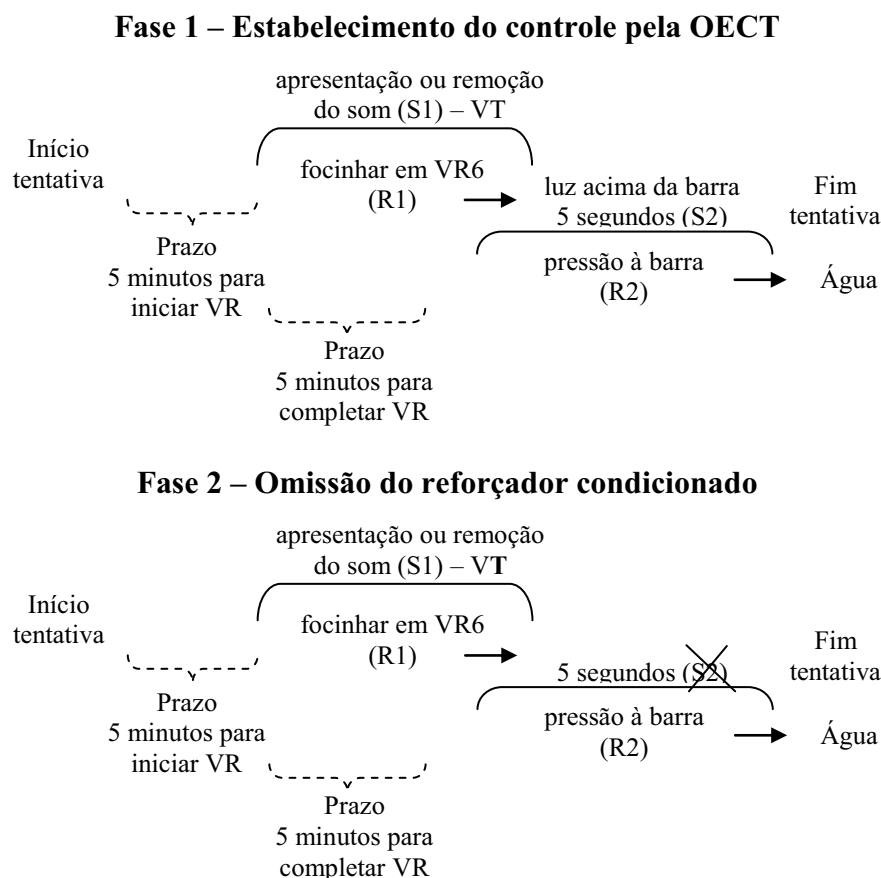 Fase 1 – Estabelecimento do controle pela OECT
apresentação ou remoção
do som (S1) – VT
Início
tentativa
focinhar em VR6
(R1)
luz acima da barra
5 segundos (S2)
Fim
tentativa
Prazo
5 minutos para
iniciar VR
pressão à barra
(R2)
Água
Prazo
5 minutos para
completar VR
Fase 2 – Omissão do reforçador condicionado
apresentação ou remoção
do som (S1) – VT
Início
tentativa
focinhar em VR6
(R1)
5 segundos (S2)
Fim
tentativa
Prazo
5 minutos para
iniciar VR
pressão à barra
(R2)
Água
Prazo
5 minutos para
completar VR